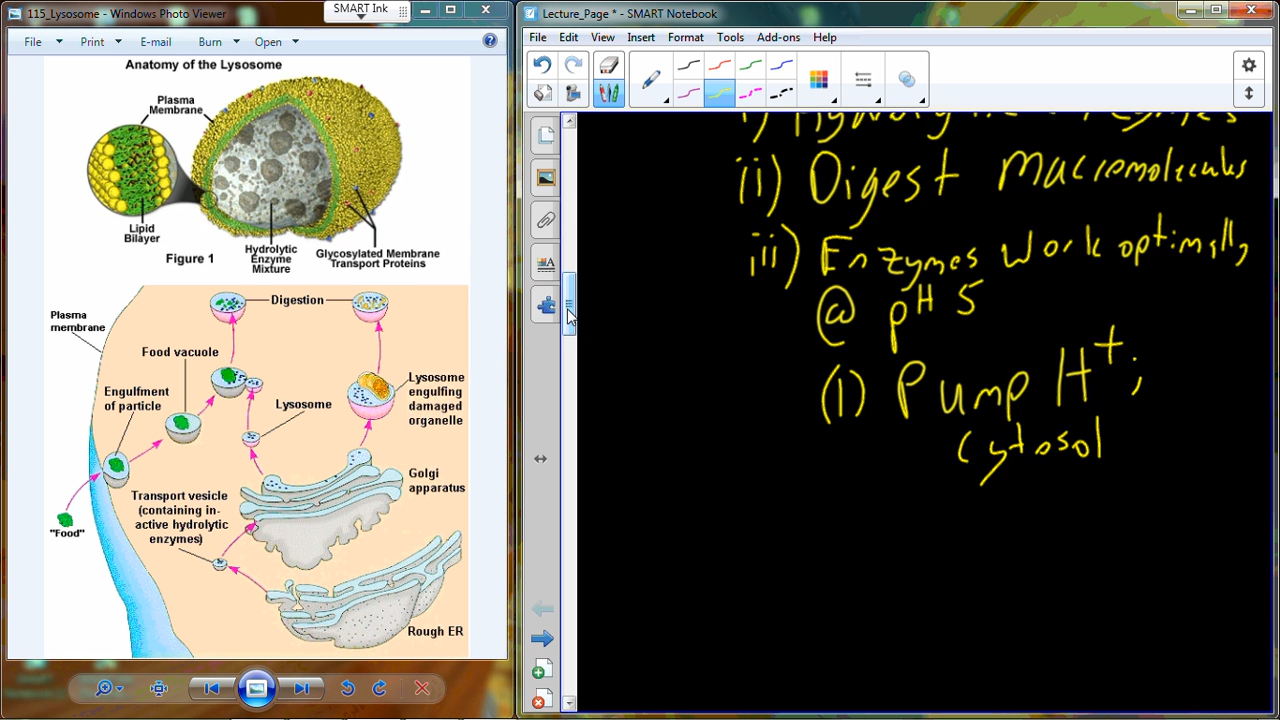 115_Lysosome - Windows Photo Viewer
SMART Ink
File Print E-mail Burn Open
Anatomy of the Lysosome
Plasma
Membrane
Lipid
Bilayer
Figure 1
Hydrolytic
Enzyme
Mixture
Glycosylated Membrane
Transport Proteins
Digestion
Plasma
membrane
Food vacuole
Engulfment
of particle
Lysosome
Lysosome
engulfing
damaged
organelle
Golgi
apparatus
Transport vesicle
(containing in-
active hydrolytic
enzymes)
"Food"
Rough ER
Lecture_Page * - SMART Notebook
File Edit View Insert Format Tools Add-ons Help
ii) Digest Macromolecules
iii) Enzymes work optimally
@ pH 5
(1) Pump H+;
cytosol